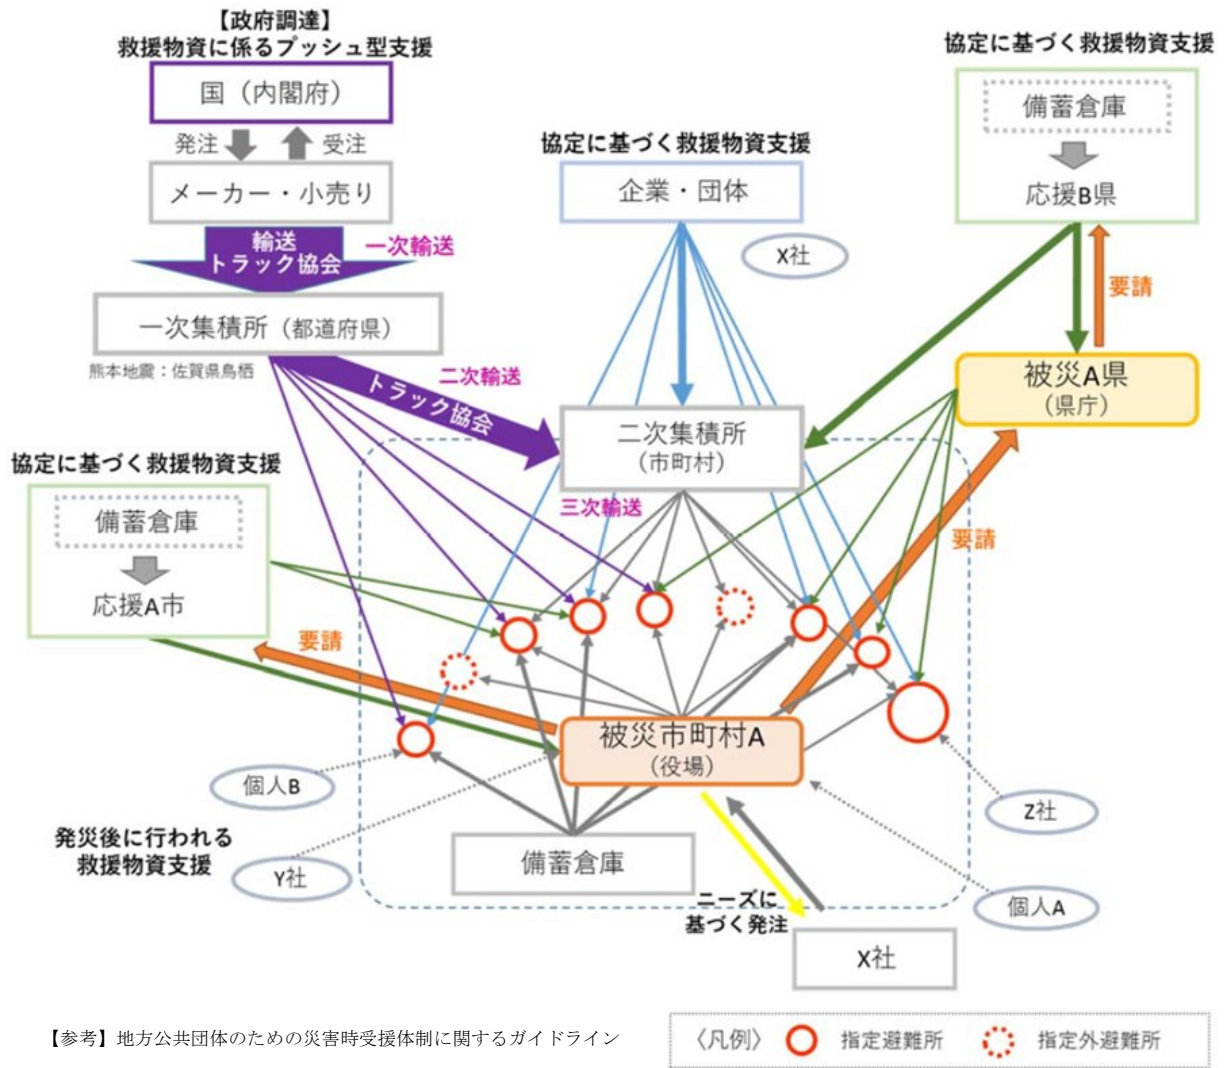 【政府調達】
救援物資に係るプッシュ型支援
国（内閣府）
発注
受注
メーカー・小売り
輸送
トラック協会
一次輸送
一次集積所（都道府県）
熊本地震：佐賀県鳥栖
二次輸送
トラック協会
協定に基づく救援物資支援
企業・団体
X社
協定に基づく救援物資支援
備蓄倉庫
応援B県
要請
被災A県
（県庁）
二次集積所
（市町村）
三次輸送
協定に基づく救援物資支援
備蓄倉庫
応援A市
要請
要請
被災市町村A
（役場）
個人B
発災後に行われる
救援物資支援
Y社
備蓄倉庫
Z社
個人A
ニーズに
基づく発注
X社
【参考】地方公共団体のための災害時受援体制に関するガイドライン
〈凡例〉 指定避難所 指定外避難所